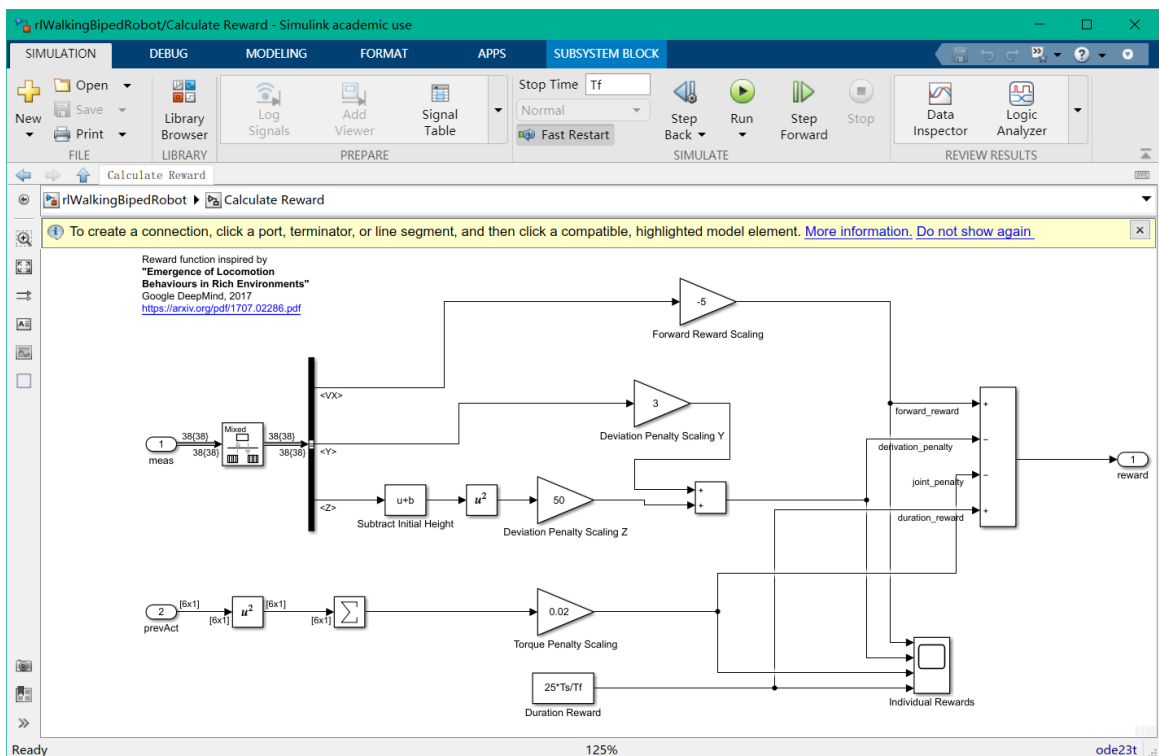 rlWalkingBipedRobot/Calculate Reward - Simulink academic use
SIMULATION DEBUG MODELING FORMAT APPS SUBSYSTEM BLOCK
New
Open
Save
Print
FILE
Library
Browser
LIBRARY
Log
Signals
Add
Viewer
Signal
Table
PREPARE
Stop Time Tf
Normal
Fast Restart
Step
Back
Run
Step
Forward
Stop
SIMULATE
Data
Inspector
Logic
Analyzer
REVIEW RESULTS
Calculate Reward
rlWalkingBipedRobot Calculate Reward
To create a connection, click a port, terminator, or line segment, and then click a compatible, highlighted model element. More information. Do not show again
Reward function inspired by
"Emergence of Locomotion
Behaviours in Rich Environments"
Google DeepMind, 2017
https://arxiv.org/pdf/1707.02286.pdf
-5
Forward Reward Scaling
<VX>
3
Deviation Penalty Scaling Y
forward_reward
+
1
meas
38{38}
38{38}
Mixed
38{38}
38{38}
<Y>
derivation_penalty
−
joint_penalty
−
duration_reward
+
1
reward
<Z>
u+b
Subtract Initial Height
u²
50
Deviation Penalty Scaling Z
+
+
2
prevAct
[6x1]
[6x1]
u²
[6x1]
[6x1]
∑
0.02
Torque Penalty Scaling
25*Ts/Tf
Duration Reward
Individual Rewards
Ready 125% ode23t